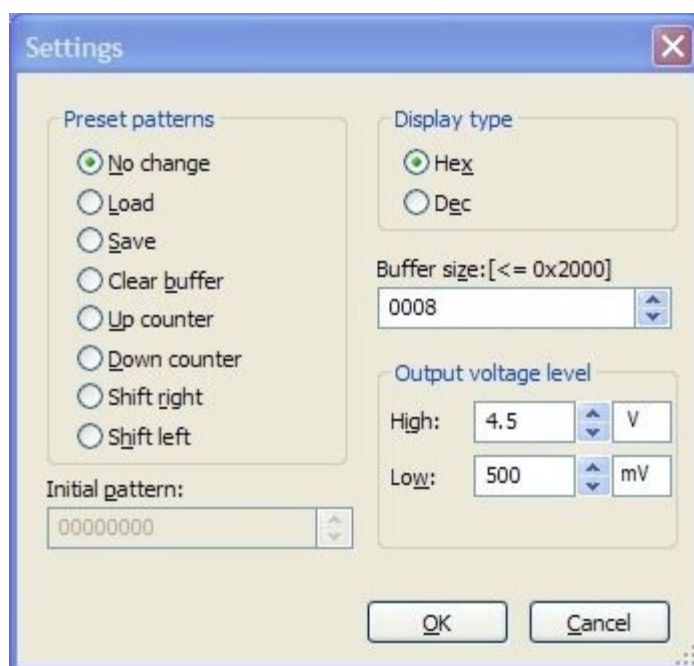 Settings
Preset patterns
No change
Load
Save
Clear buffer
Up counter
Down counter
Shift right
Shift left
Initial pattern:
00000000
Display type
Hex
Dec
Buffer size:[<= 0x2000]
0008
Output voltage level
High: 4.5 V
Low: 500 mV
OK Cancel